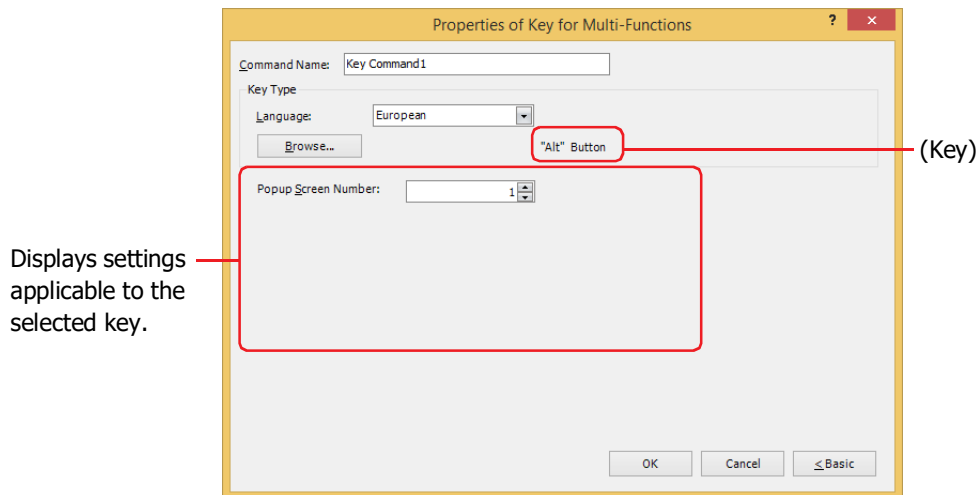 Properties of Key for Multi-Functions
? ×
Command Name: Key Command1
Key Type
Language: European
Browse... "Alt" Button
(Key)
Popup Screen Number: 1
Displays settings
applicable to the
selected key.
OK Cancel < Basic